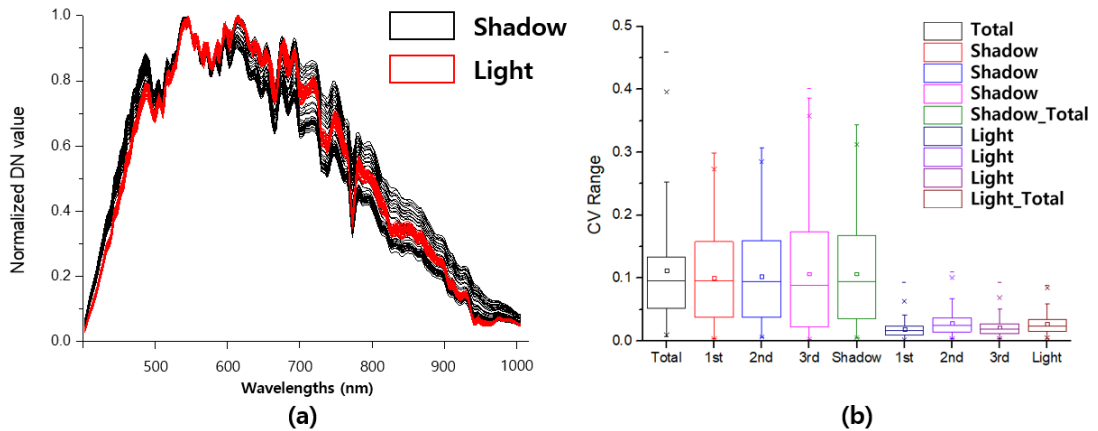 Normalized DN value
1.0
0.8
0.6
0.4
0.2
0.0
Shadow
Light
500 600 700 800 900 1000
Wavelengths (nm)
(a)
CV Range
0.5
0.4
0.3
0.2
0.1
0.0
Total
Shadow
Shadow
Shadow
Shadow_Total
Light
Light
Light
Light_Total
Total 1st 2nd 3rd Shadow 1st 2nd 3rd Light
(b)